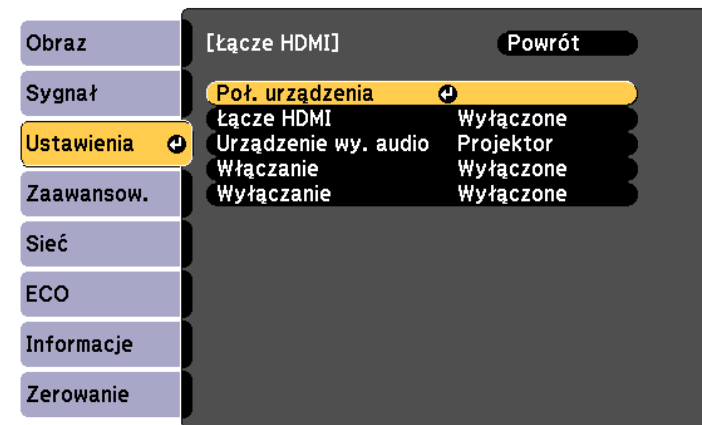 Obraz
Sygnał
Ustawienia
Zaawansow.
Sieć
ECO
Informacje
Zerowanie
[Łącze HDMI] Powrót
Poł. urządzenia
Łącze HDMI Wyłączone
Urządzenie wy. audio Projektor
Włączanie Wyłączone
Wyłączanie Wyłączone